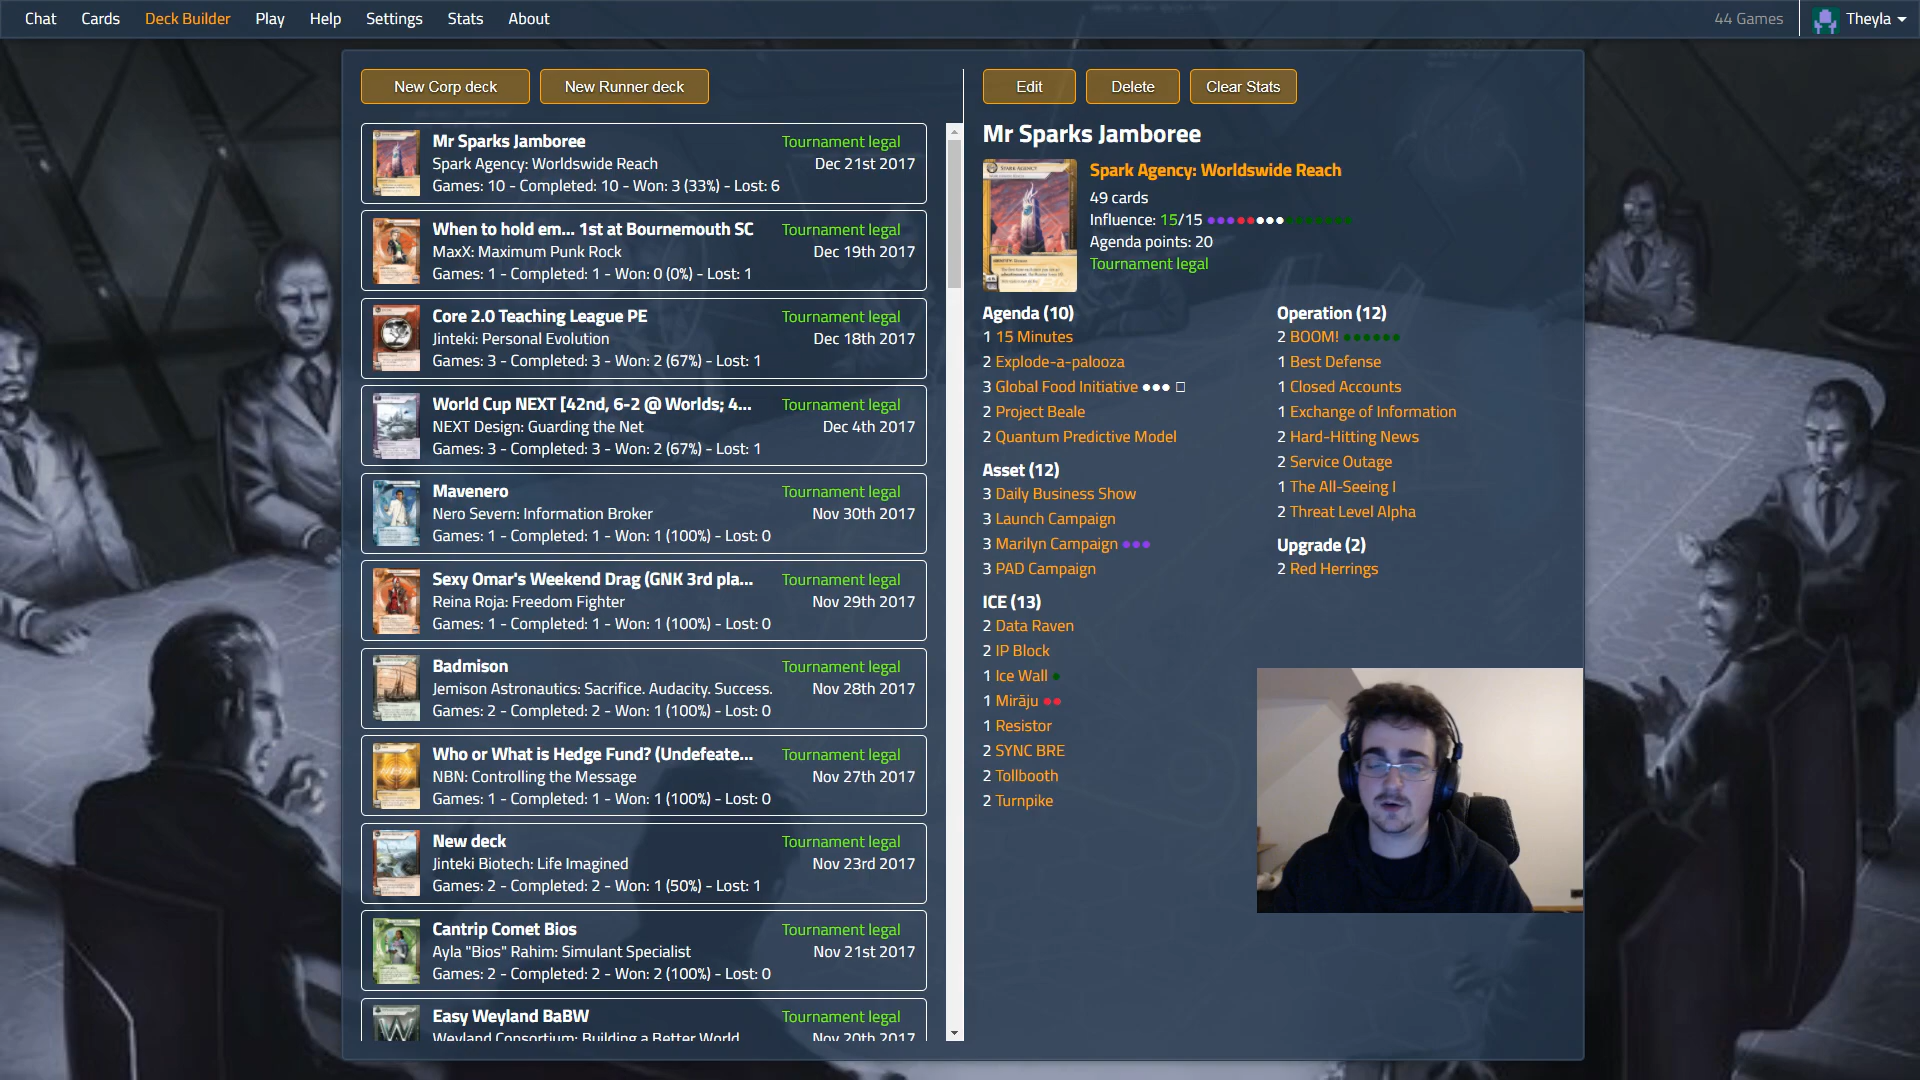 Chat Cards Deck Builder Play Help Settings Stats About 44 Games Theyla
New Corp deck New Runner deck
Mr Sparks Jamboree Tournament legal
Spark Agency: Worldswide Reach Dec 21st 2017
Games: 10 - Completed: 10 - Won: 3 (33%) - Lost: 6
When to hold em... 1st at Bournemouth SC Tournament legal
MaxX: Maximum Punk Rock Dec 19th 2017
Games: 1 - Completed: 1 - Won: 0 (0%) - Lost: 1
Core 2.0 Teaching League PE Tournament legal
Jinteki: Personal Evolution Dec 18th 2017
Games: 3 - Completed: 3 - Won: 2 (67%) - Lost: 1
World Cup NEXT [42nd, 6-2 @ Worlds; 4... Tournament legal
NEXT Design: Guarding the Net Dec 4th 2017
Games: 3 - Completed: 3 - Won: 2 (67%) - Lost: 1
Mavenero Tournament legal
Nero Severn: Information Broker Nov 30th 2017
Games: 1 - Completed: 1 - Won: 1 (100%) - Lost: 0
Sexy Omar's Weekend Drag (GNK 3rd pla... Tournament legal
Reina Roja: Freedom Fighter Nov 29th 2017
Games: 1 - Completed: 1 - Won: 1 (100%) - Lost: 0
Badmison Tournament legal
Jemison Astronautics: Sacrifice. Audacity. Success. Nov 28th 2017
Games: 2 - Completed: 2 - Won: 1 (100%) - Lost: 0
Who or What is Hedge Fund? (Undefeate... Tournament legal
NBN: Controlling the Message Nov 27th 2017
Games: 1 - Completed: 1 - Won: 1 (100%) - Lost: 0
New deck Tournament legal
Jinteki Biotech: Life Imagined Nov 23rd 2017
Games: 2 - Completed: 2 - Won: 1 (50%) - Lost: 1
Cantrip Comet Bios Tournament legal
Ayla "Bios" Rahim: Simulant Specialist Nov 21st 2017
Games: 2 - Completed: 2 - Won: 2 (100%) - Lost: 0
Easy Weyland BaBW Tournament legal
Weyland Consortium: Building a Better World Nov 20th 2017
Edit Delete Clear Stats
Mr Sparks Jamboree
Spark Agency: Worldswide Reach
49 cards
Influence: 15/15
Agenda points: 20
Tournament legal
Agenda (10)
1 15 Minutes
2 Explode-a-palooza
3 Global Food Initiative
2 Project Beale
2 Quantum Predictive Model
Asset (12)
3 Daily Business Show
3 Launch Campaign
3 Marilyn Campaign
3 PAD Campaign
ICE (13)
2 Data Raven
2 IP Block
1 Ice Wall
1 Mirāju
1 Resistor
2 SYNC BRE
2 Tollbooth
2 Turnpike
Operation (12)
2 BOOM!
1 Best Defense
1 Closed Accounts
1 Exchange of Information
2 Hard-Hitting News
2 Service Outage
1 The All-Seeing I
2 Threat Level Alpha
Upgrade (2)
2 Red Herrings